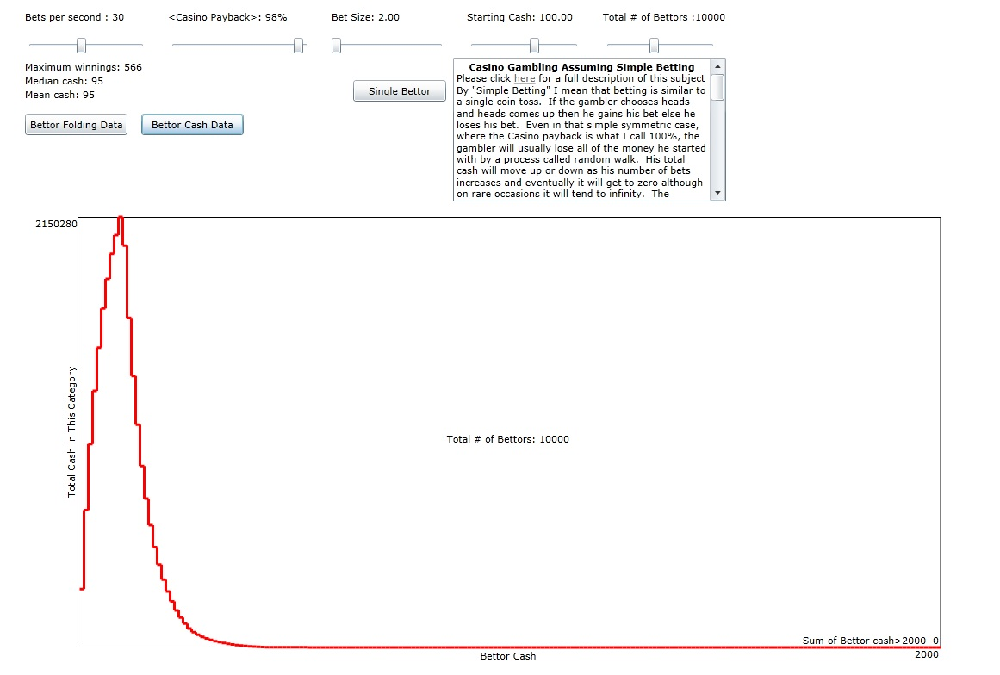 Bets per second : 30
<Casino Payback>: 98%
Bet Size: 2.00
Starting Cash: 100.00
Total # of Bettors :10000
Maximum winnings: 566
Median cash: 95
Mean cash: 95
Bettor Folding Data
Bettor Cash Data
Single Bettor
Casino Gambling Assuming Simple Betting
Please click here for a full description of this subject
By "Simple Betting" I mean that betting is similar to
a single coin toss.  If the gambler chooses heads
and heads comes up then he gains his bet else he
loses his bet.  Even in that simple symmetric case,
where the Casino payback is what I call 100%, the
gambler will usually lose all of the money he started
with by a process called random walk.  His total
cash will move up or down as his number of bets
increases and eventually it will get to zero although
on rare occasions it will tend to infinity.  The
2150280
Total Cash in This Category
Total # of Bettors: 10000
Sum of Bettor cash>2000  0
Bettor Cash
2000